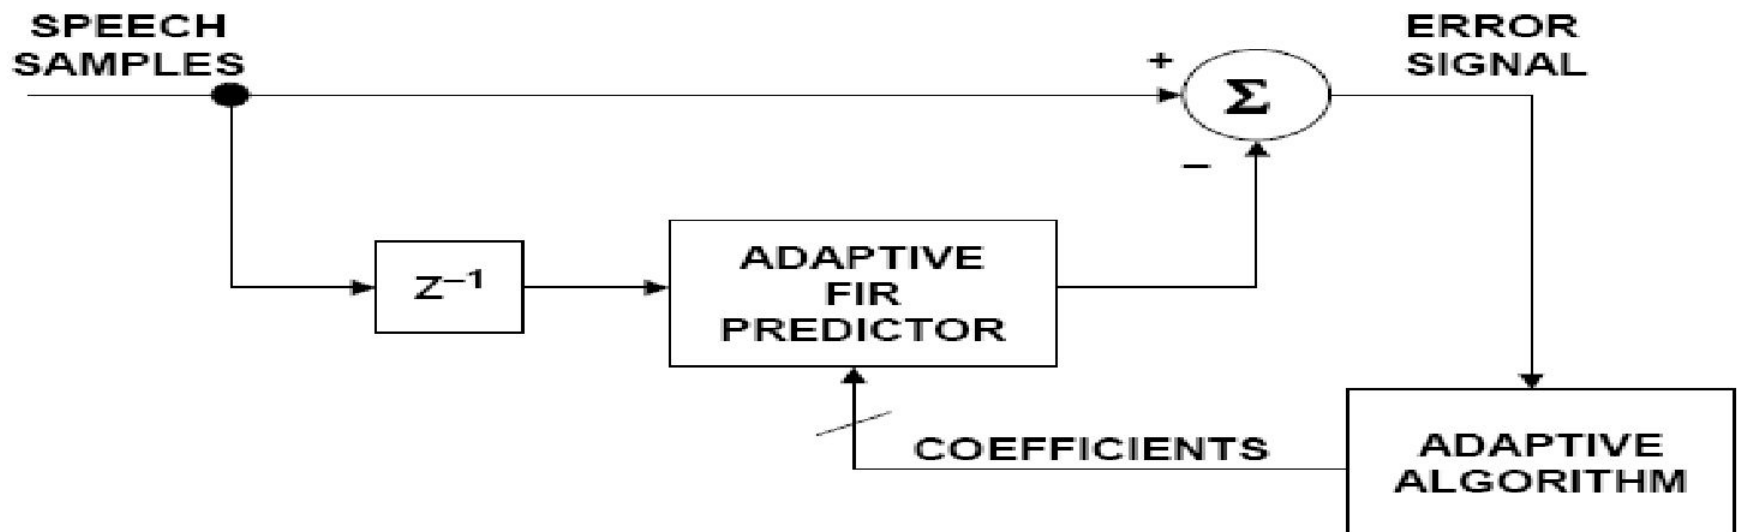 SPEECH
SAMPLES
ERROR
SIGNAL
+
Σ
–
Z–1
ADAPTIVE
FIR
PREDICTOR
COEFFICIENTS
ADAPTIVE
ALGORITHM